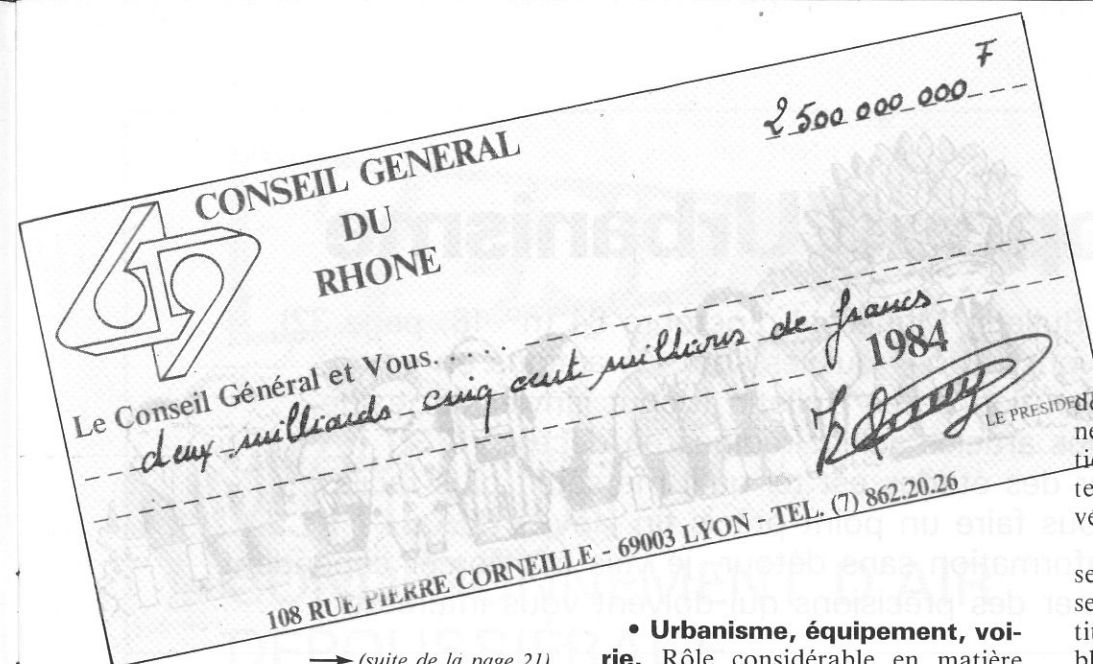 2 500 000 000 F
CONSEIL GENERAL
DU
RHONE
Le Conseil Général et Vous.....
deux milliards cinq cent millions de francs
1984
LE PRESIDENT
108 RUE PIERRE CORNEILLE - 69003 LYON - TEL. (7) 862.20.26
(suite de la page 21)
• Urbanisme, équipement, voi-
rie. Rôle considérable en matière